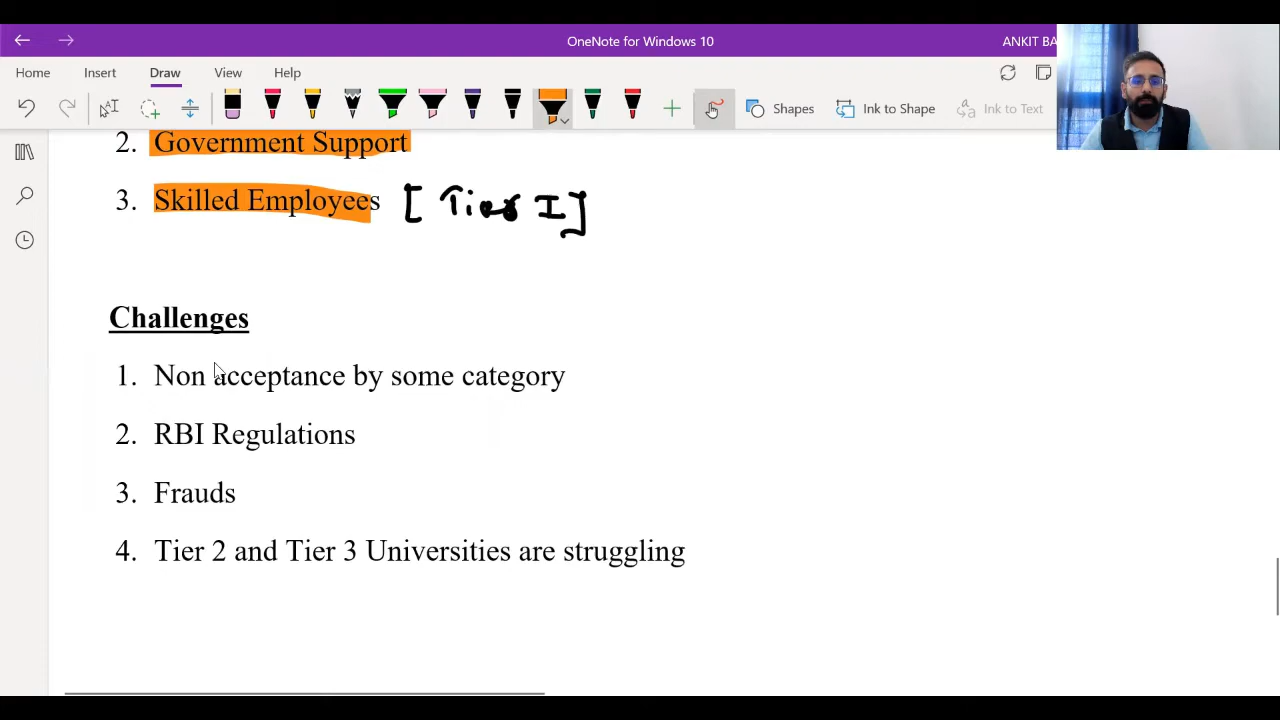 OneNote for Windows 10
ANKIT BA
Home Insert Draw View Help
Shapes Ink to Shape Ink to Text
2. Government Support
3. Skilled Employees [Tier I]
Challenges
1. Non acceptance by some category
2. RBI Regulations
3. Frauds
4. Tier 2 and Tier 3 Universities are struggling